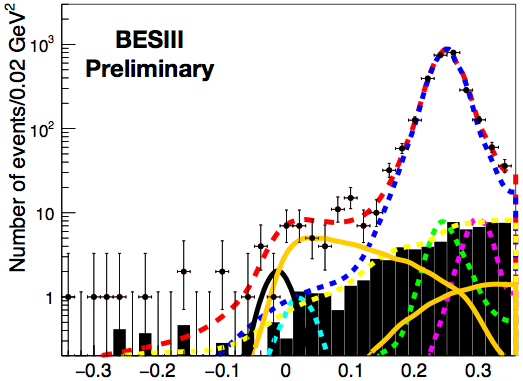 Number of events/0.02 GeV²
BESIII
Preliminary
10³
10²
10
1
−0.3 −0.2 −0.1 0 0.1 0.2 0.3